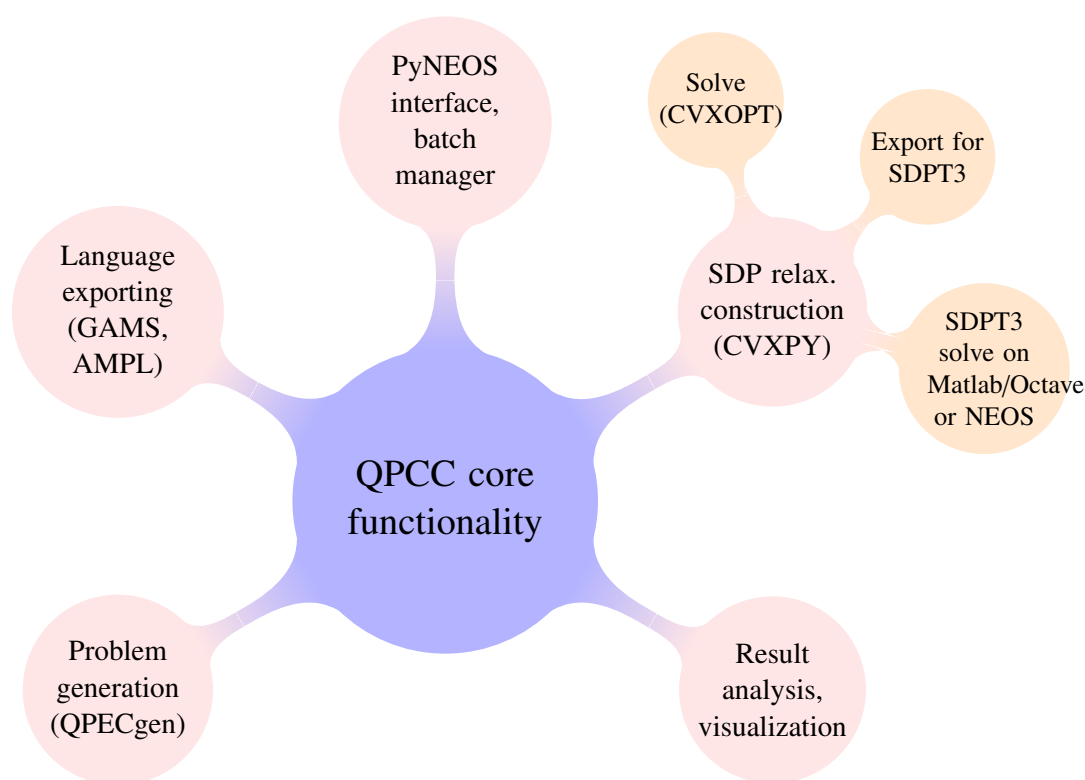 PyNEOS
interface,
batch
manager
Solve
(CVXOPT)
Export for
SDPT3
Language
exporting
(GAMS,
AMPL)
SDP relax.
construction
(CVXPY)
SDPT3
solve on
Matlab/Octave
or NEOS
QPCC core
functionality
Problem
generation
(QPECgen)
Result
analysis,
visualization